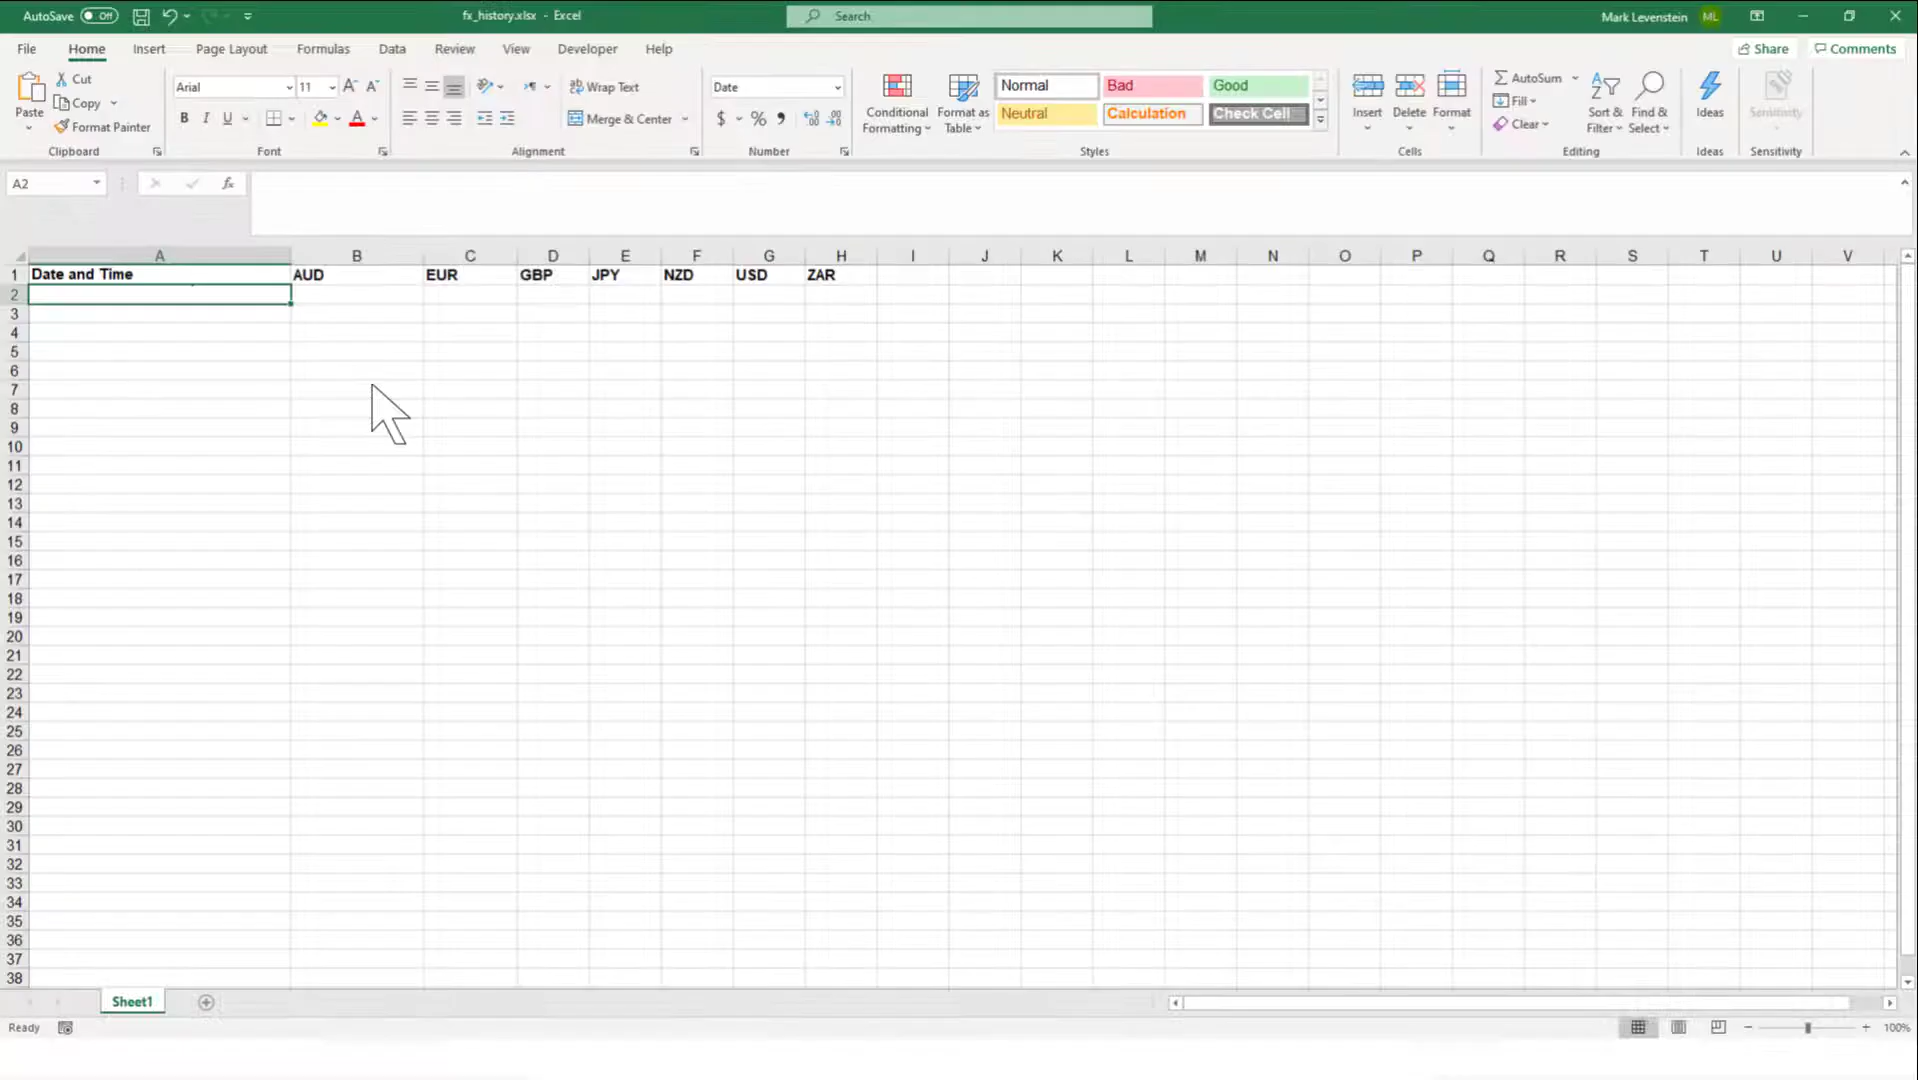 AutoSave Off fx_history.xlsx - Excel Search Mark Levenstein ML
File Home Insert Page Layout Formulas Data Review View Developer Help Share Comments
Paste Cut Copy Format Painter Clipboard
Arial 11 A A B I U A Font
Wrap Text Merge & Center Alignment
Date $ % Number
Conditional Formatting Format as Table
Normal Bad Good
Neutral Calculation Check Cell
Styles
Insert Delete Format Cells
AutoSum Fill Clear Sort & Filter Find & Select Editing
Ideas Ideas
Sensitivity Sensitivity
A2 fx
A B C D E F G H I J K L M N O P Q R S T U V
1 Date and Time AUD EUR GBP JPY NZD USD ZAR
2
3
4
5
6
7
8
9
10
11
12
13
14
15
16
17
18
19
20
21
22
23
24
25
26
27
28
29
30
31
32
33
34
35
36
37
38
Sheet1
Ready 100%